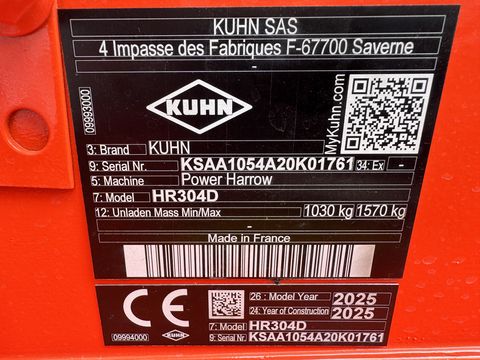 KUHN SAS
4 Impasse des Fabriques F-67700 Saverne
-
09993000
KUHN
MyKuhn.com
3: Brand KUHN
9: Serial Nr. KSAA1054A20K01761 34: Ex -
5: Machine Power Harrow
7: Model HR304D
12: Unladen Mass Min/Max 1030 kg 1570 kg
-
Made in France
09994000
CE
26: Model Year 2025
24: Year of Construction 2025
7: Model HR304D
9: Serial Nr. KSAA1054A20K01761